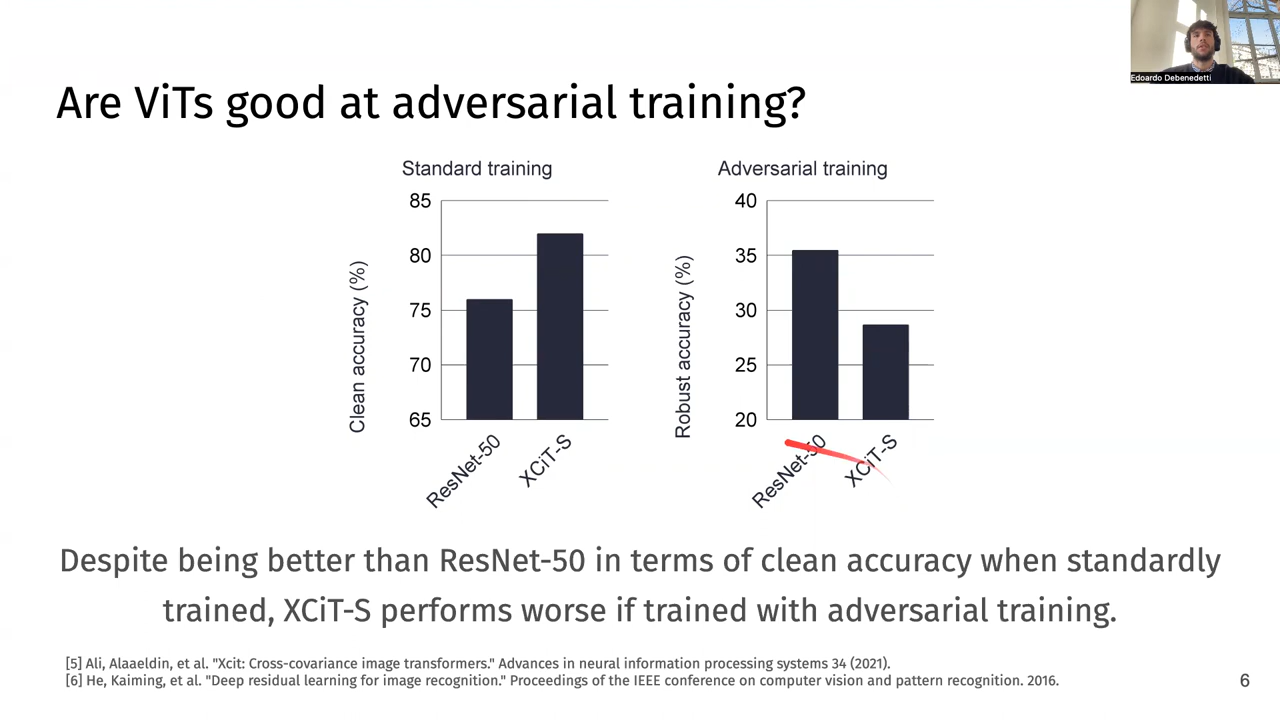 Edoardo Debenedetti
Are ViTs good at adversarial training?
Standard training
85
80
75
70
65
Clean accuracy (%)
ResNet-50
XCiT-S
Adversarial training
40
35
30
25
20
Robust accuracy (%)
ResNet-50
XCiT-S
Despite being better than ResNet-50 in terms of clean accuracy when standardly
trained, XCiT-S performs worse if trained with adversarial training.
[5] Ali, Alaaeldin, et al. "Xcit: Cross-covariance image transformers." Advances in neural information processing systems 34 (2021).
[6] He, Kaiming, et al. "Deep residual learning for image recognition." Proceedings of the IEEE conference on computer vision and pattern recognition. 2016.
6